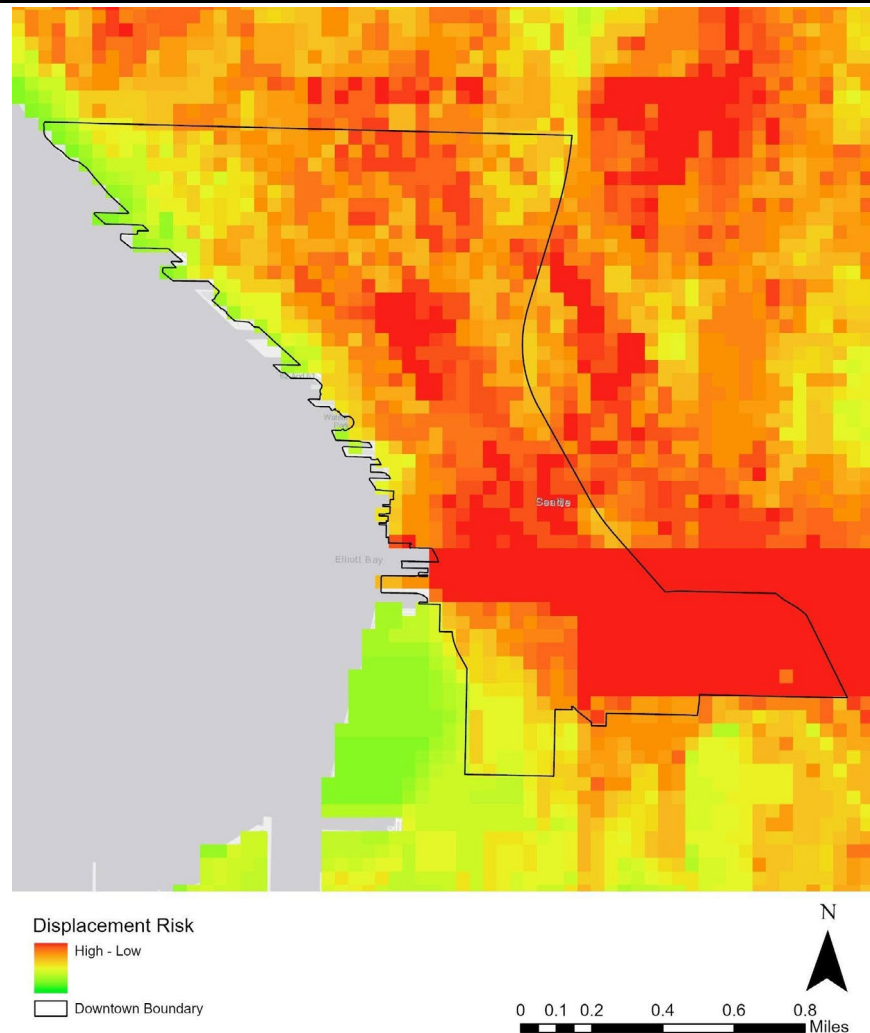 Seattle
Elliott Bay
Displacement Risk
High - Low
Downtown Boundary
N
0 0.1 0.2 0.4 0.6 0.8
Miles